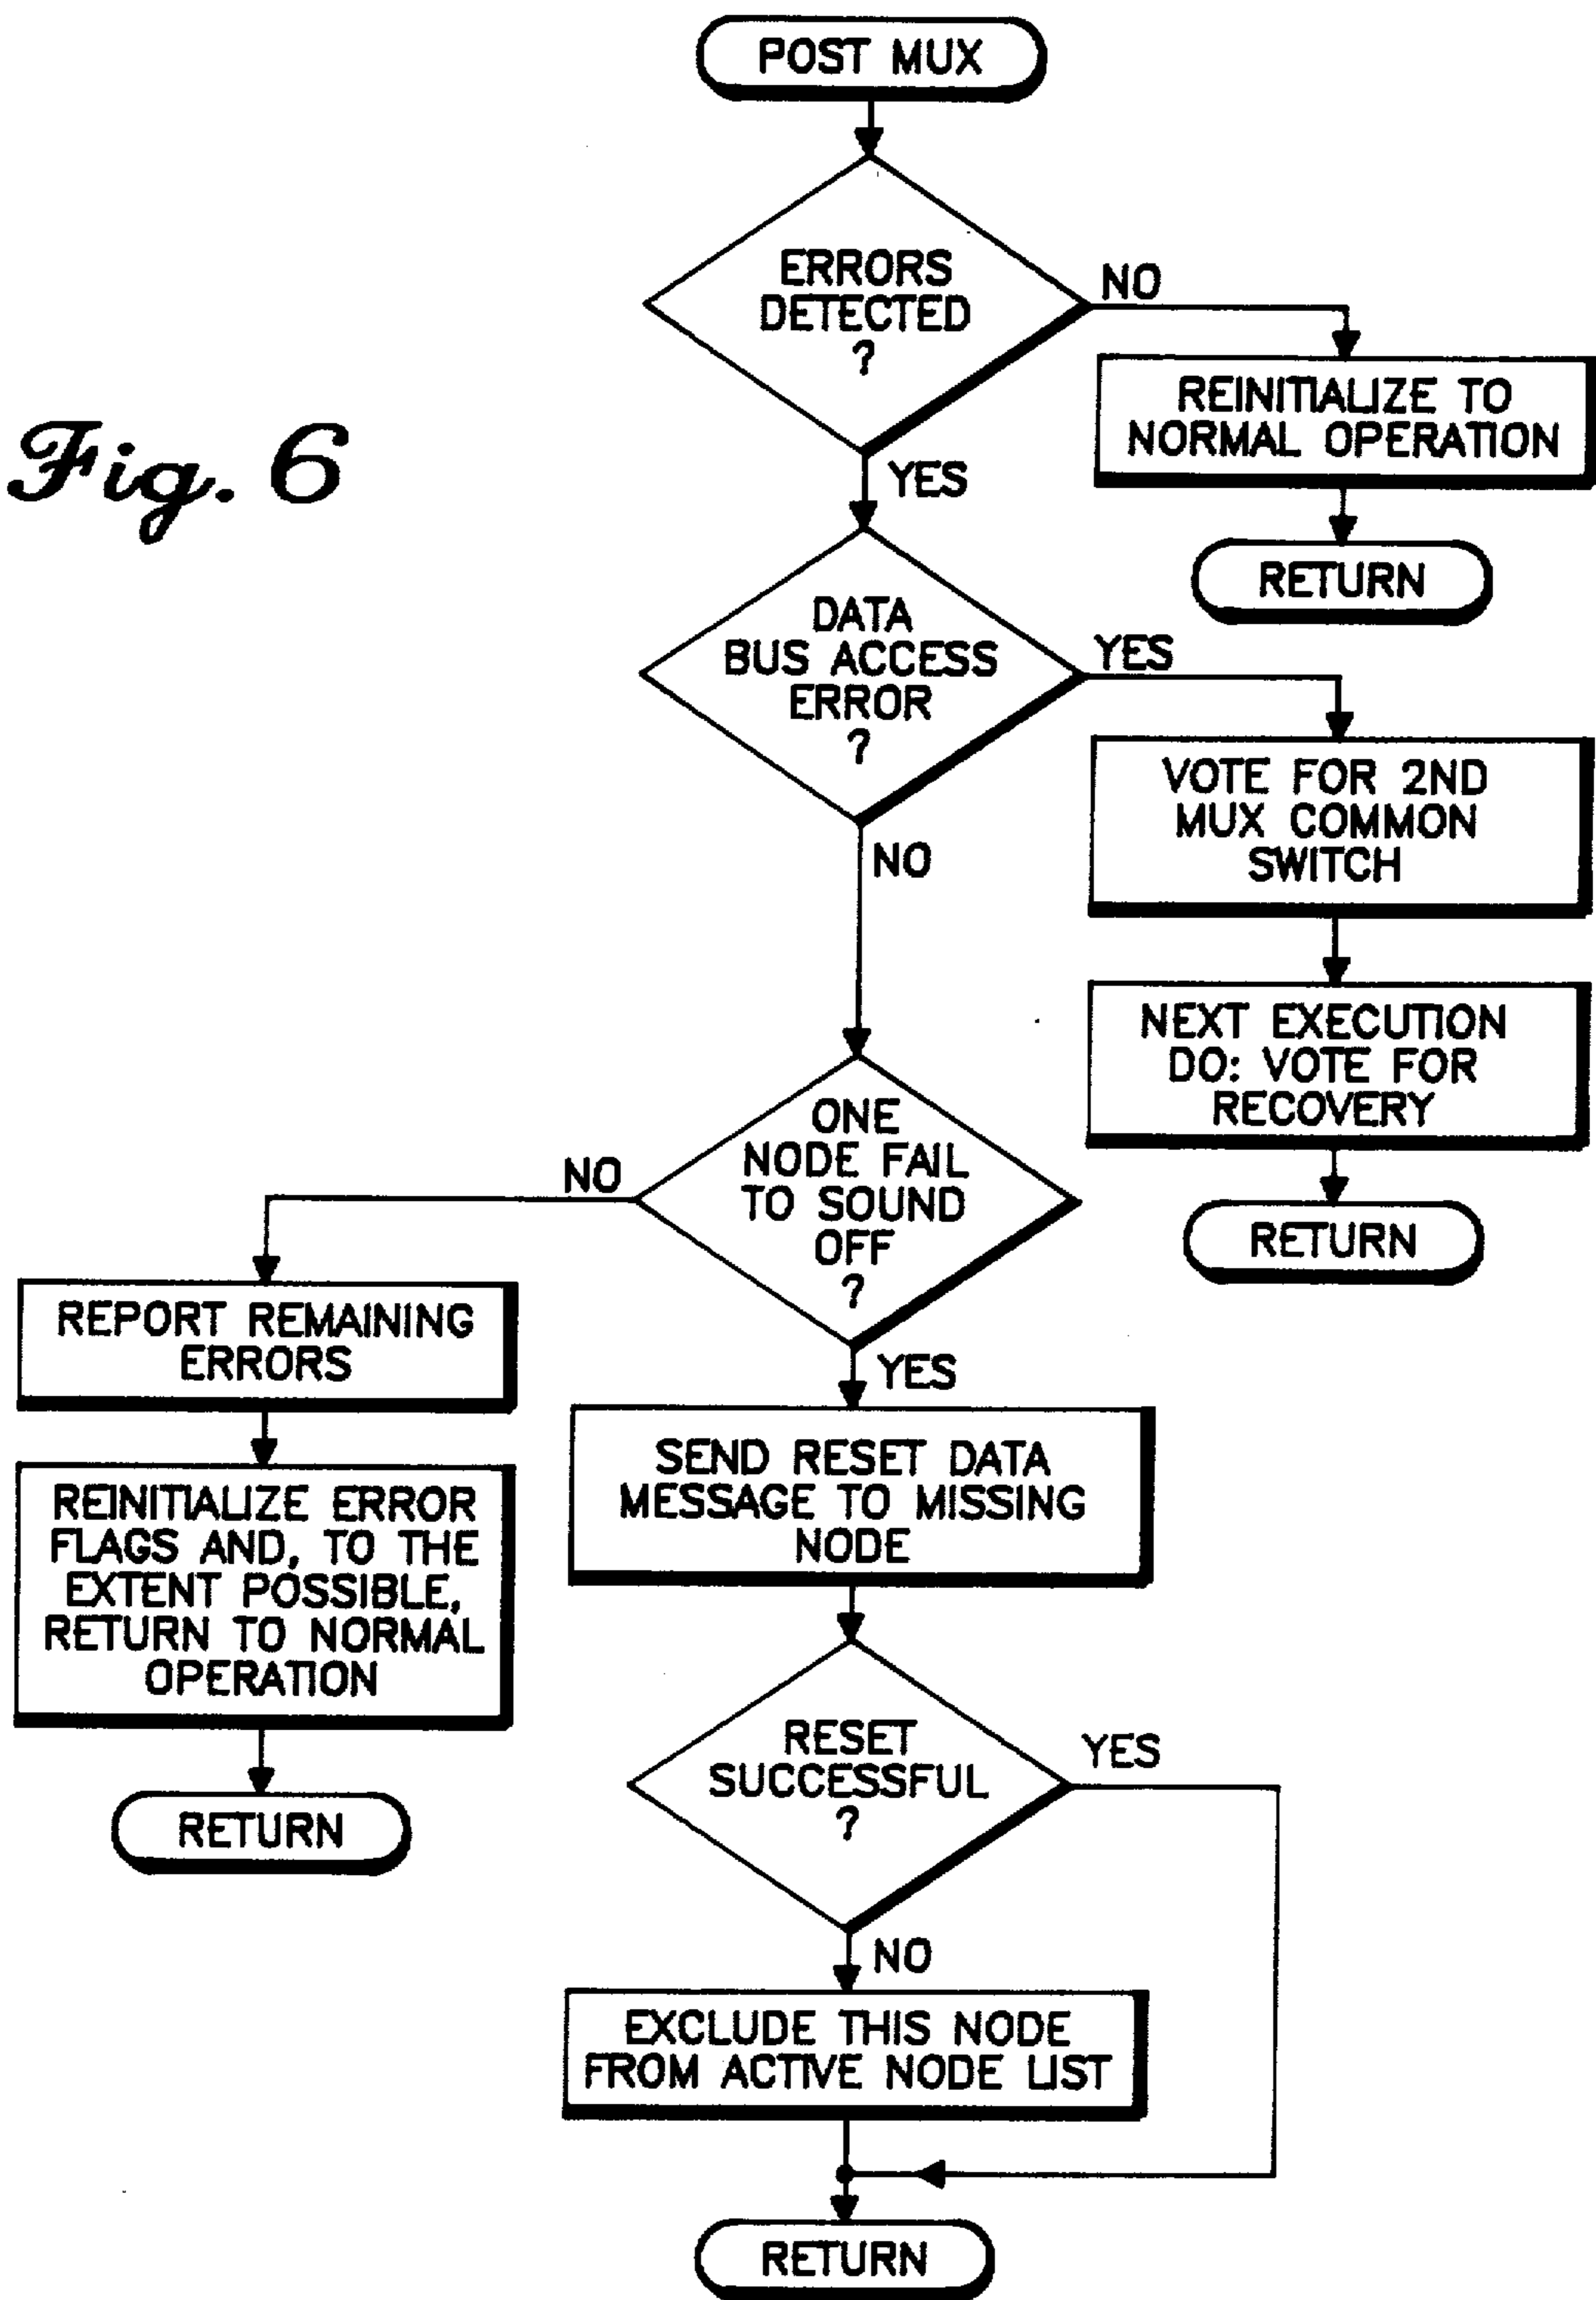 POST MUX
ERRORS
DETECTED
?
NO
REINITIALIZE TO
NORMAL OPERATION
RETURN
Fig. 6
YES
DATA
BUS ACCESS
ERROR
?
YES
VOTE FOR 2ND
MUX COMMON
SWITCH
NO
NEXT EXECUTION
DO: VOTE FOR
RECOVERY
RETURN
ONE
NODE FAIL
TO SOUND
OFF
?
NO
REPORT REMAINING
ERRORS
REINITIALIZE ERROR
FLAGS AND, TO THE
EXTENT POSSIBLE,
RETURN TO NORMAL
OPERATION
RETURN
YES
SEND RESET DATA
MESSAGE TO MISSING
NODE
RESET
SUCCESSFUL
?
YES
NO
EXCLUDE THIS NODE
FROM ACTIVE NODE LIST
RETURN